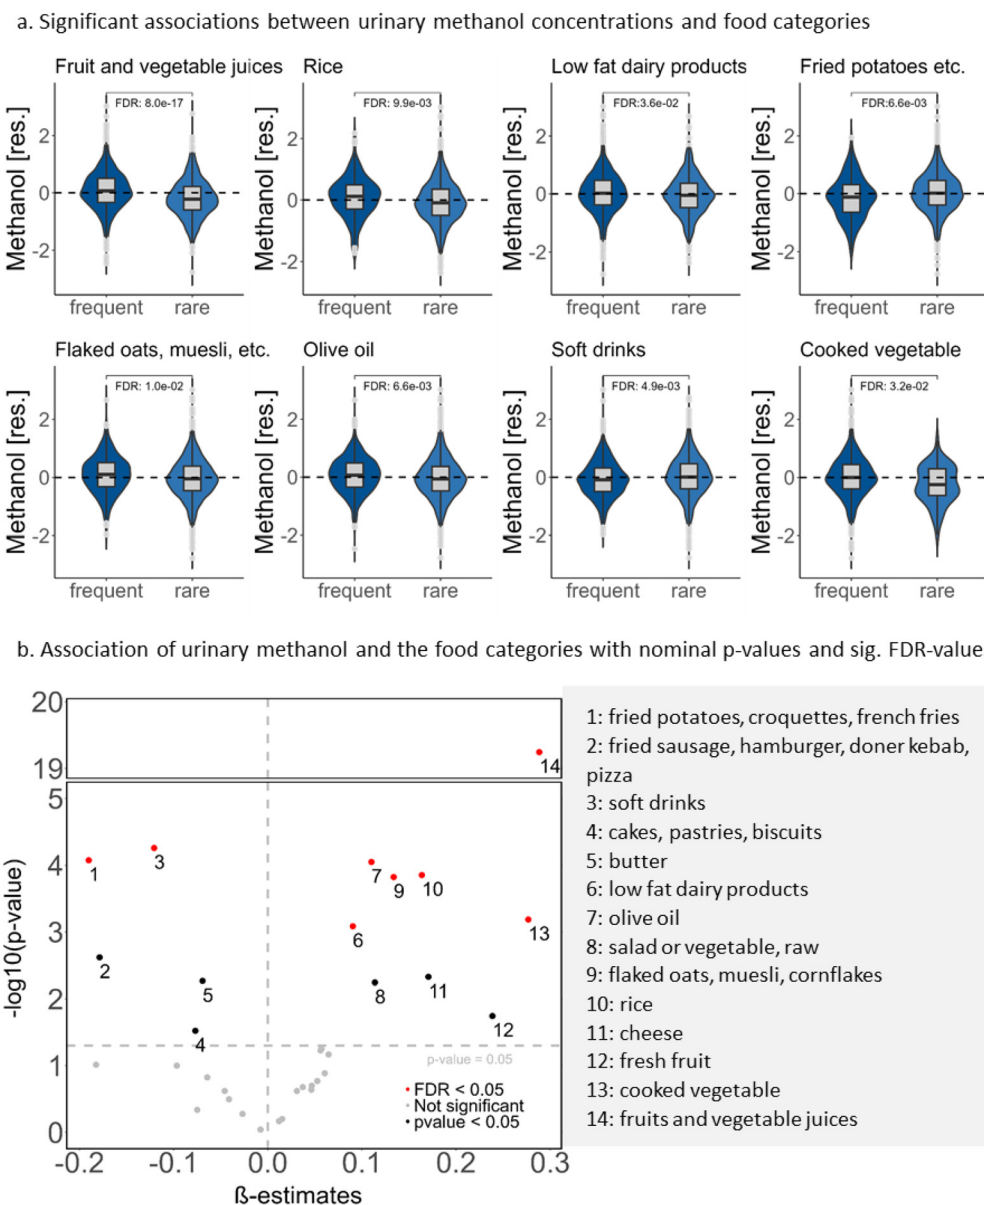 a. Significant associations between urinary methanol concentrations and food categories
Fruit and vegetable juices
Rice
Low fat dairy products
Fried potatoes etc.
FDR: 8.0e-17
FDR: 9.9e-03
FDR:3.6e-02
FDR:6.6e-03
Methanol [res.]
2
0
-2
Methanol [res.]
2
0
-2
Methanol [res.]
2
0
-2
Methanol [res.]
2
0
-2
frequent rare
frequent rare
frequent rare
frequent rare
Flaked oats, muesli, etc.
Olive oil
Soft drinks
Cooked vegetable
FDR: 1.0e-02
FDR: 6.6e-03
FDR: 4.9e-03
FDR: 3.2e-02
Methanol [res.]
2
0
-2
Methanol [res.]
2
0
-2
Methanol [res.]
2
0
-2
Methanol [res.]
2
0
-2
frequent rare
frequent rare
frequent rare
frequent rare
b. Association of urinary methanol and the food categories with nominal p-values and sig. FDR-value
-log10(p-value)
20
19
5
4
3
2
1
0
14
1
3
7
9
10
6
13
2
5
8
11
12
4
p-value = 0.05
FDR < 0.05
Not significant
pvalue < 0.05
-0.2 -0.1 0.0 0.1 0.2 0.3
ß-estimates
1: fried potatoes, croquettes, french fries
2: fried sausage, hamburger, doner kebab,
pizza
3: soft drinks
4: cakes, pastries, biscuits
5: butter
6: low fat dairy products
7: olive oil
8: salad or vegetable, raw
9: flaked oats, muesli, cornflakes
10: rice
11: cheese
12: fresh fruit
13: cooked vegetable
14: fruits and vegetable juices